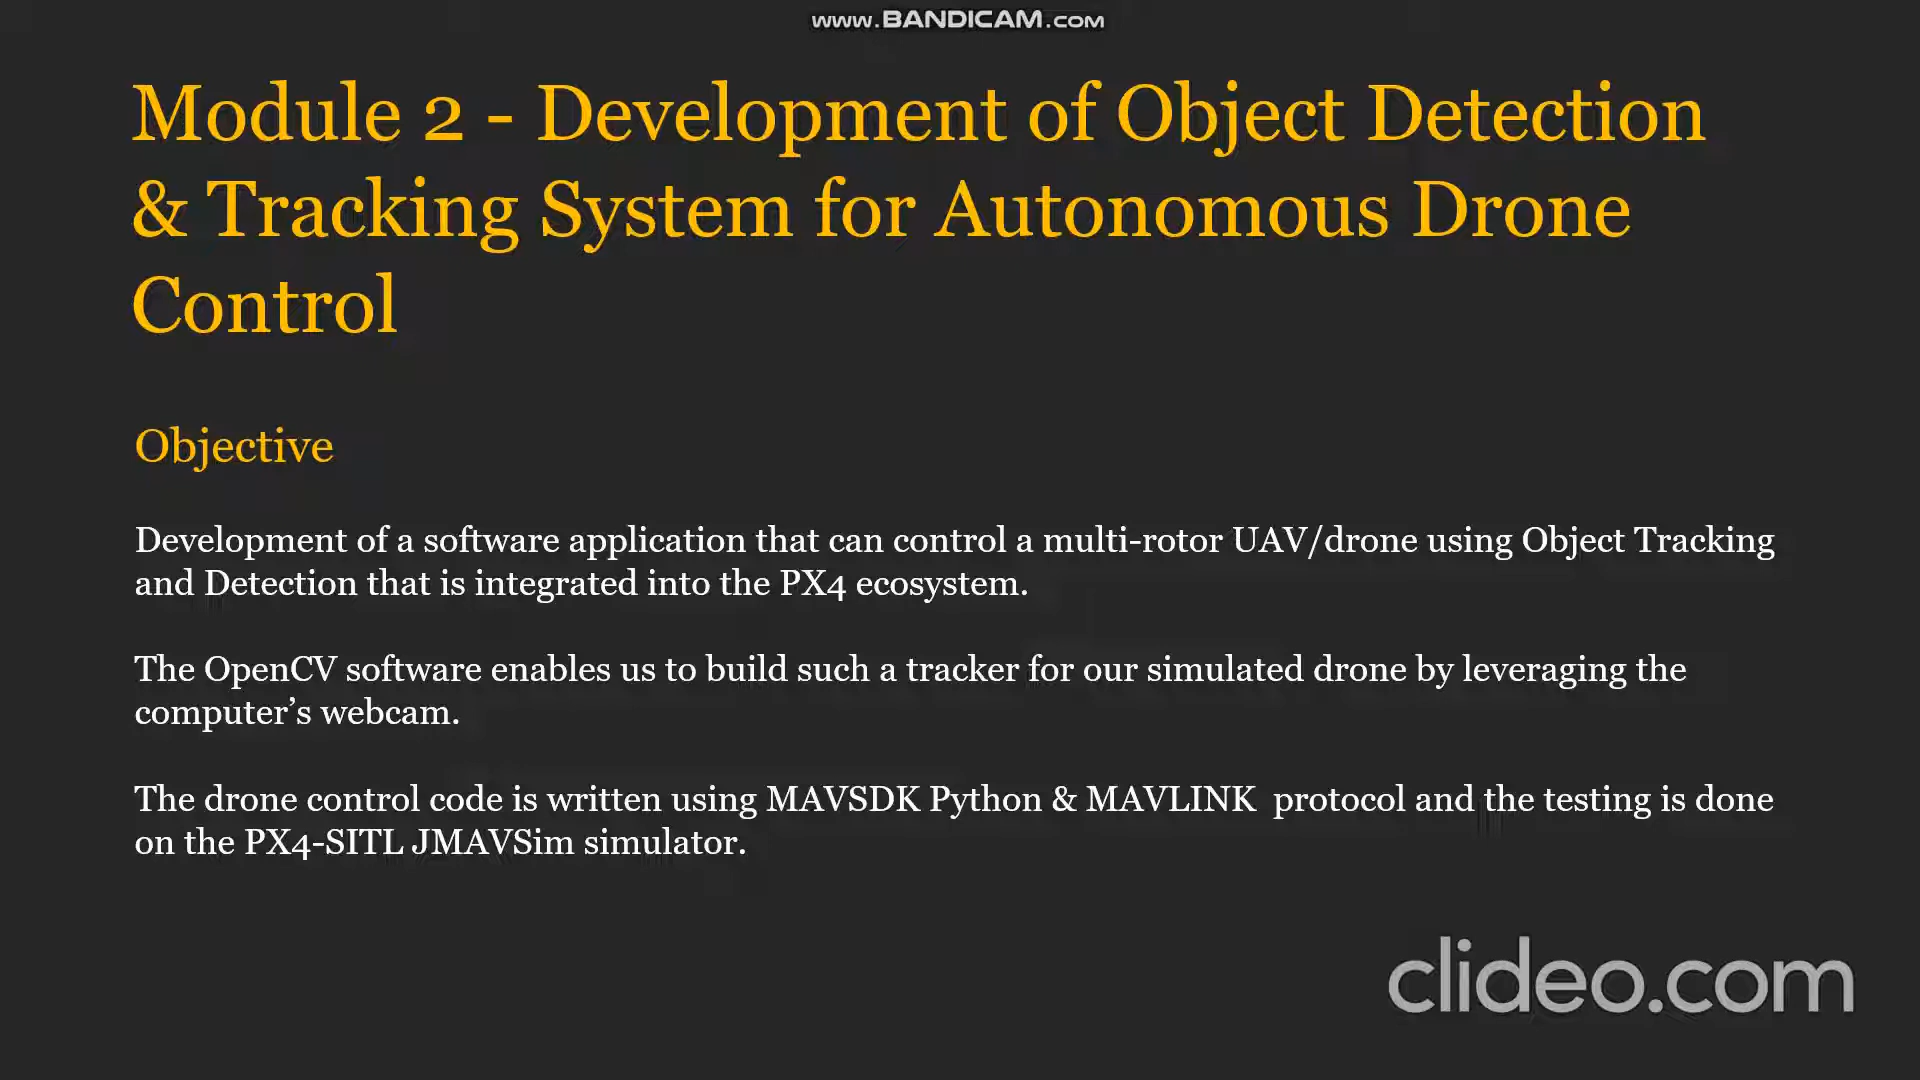 www.BANDICAM.com
Module 2 - Development of Object Detection
& Tracking System for Autonomous Drone
Control
Objective
Development of a software application that can control a multi-rotor UAV/drone using Object Tracking
and Detection that is integrated into the PX4 ecosystem.
The OpenCV software enables us to build such a tracker for our simulated drone by leveraging the
computer’s webcam.
The drone control code is written using MAVSDK Python & MAVLINK  protocol and the testing is done
on the PX4-SITL JMAVSim simulator.
clideo.com